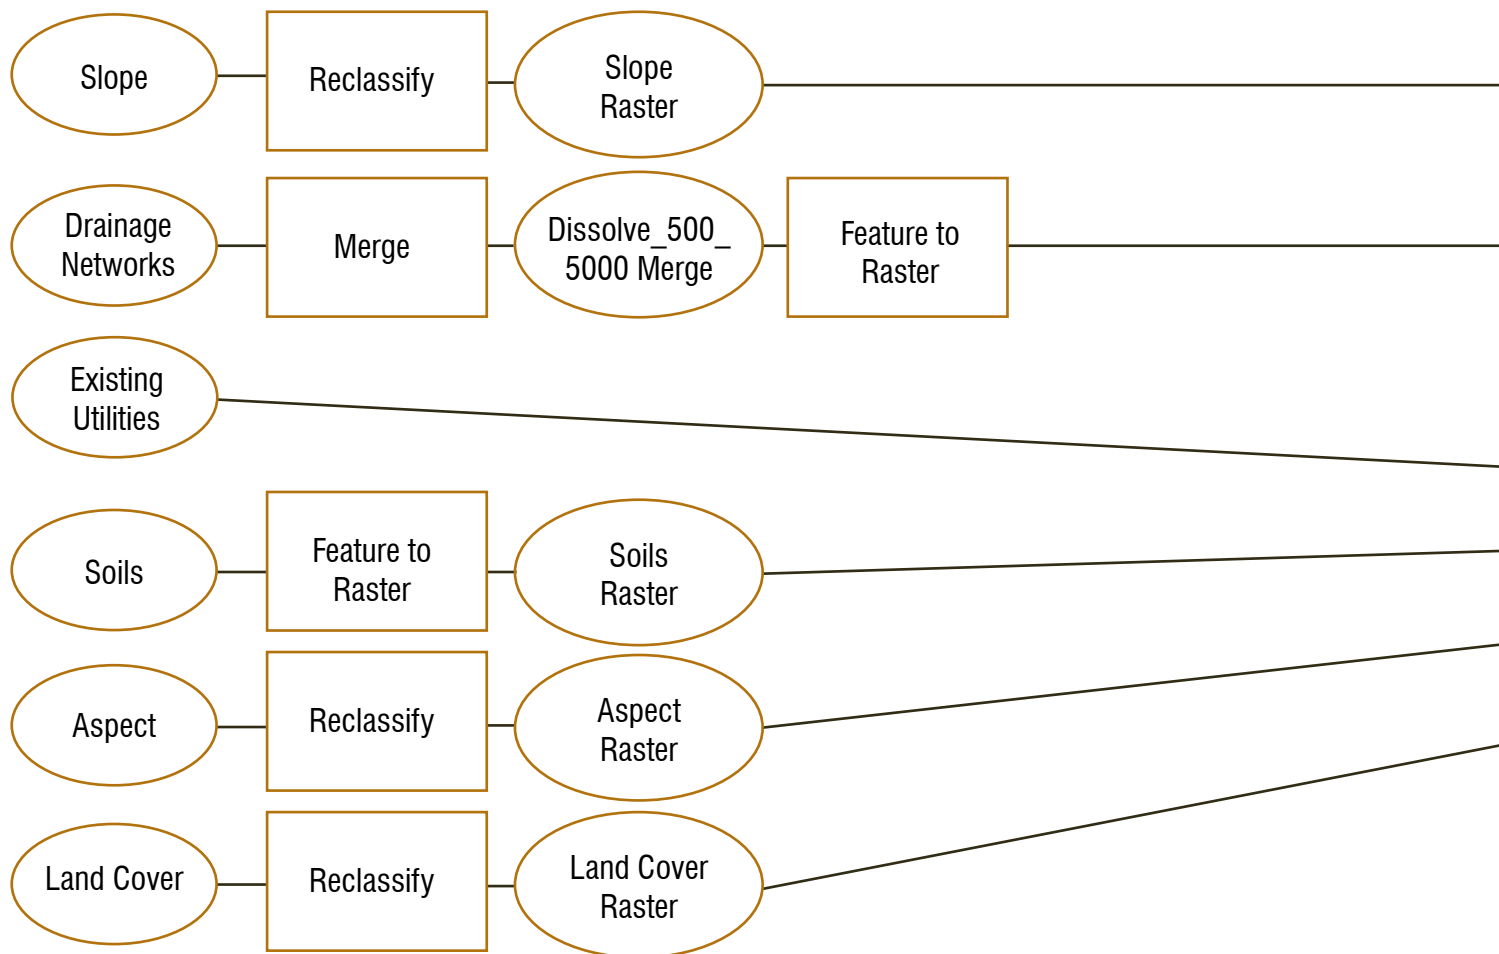 Slope
Reclassify
Slope
Raster
Drainage
Networks
Merge
Dissolve_500_
5000 Merge
Feature to
Raster
Existing
Utilities
Soils
Feature to
Raster
Soils
Raster
Aspect
Reclassify
Aspect
Raster
Land Cover
Reclassify
Land Cover
Raster